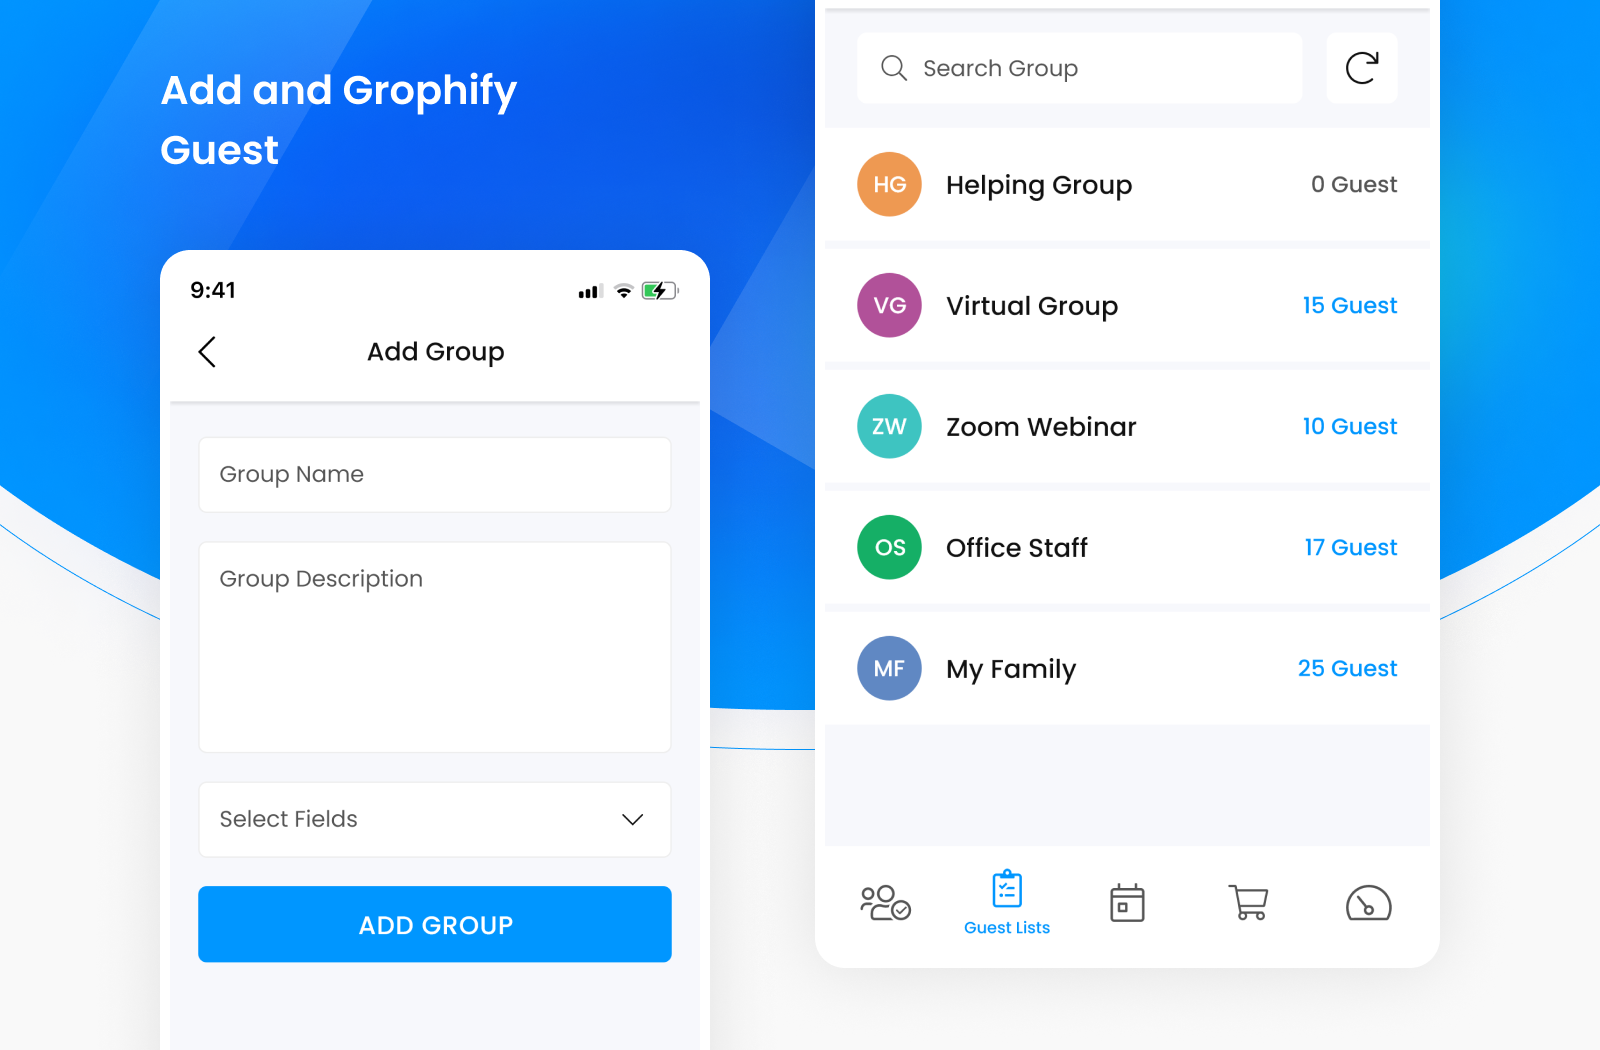 Add and Grophify
Guest
9:41
Add Group
Group Name
Group Description
Select Fields
ADD GROUP
Search Group
HG Helping Group 0 Guest
VG Virtual Group 15 Guest
ZW Zoom Webinar 10 Guest
OS Office Staff 17 Guest
MF My Family 25 Guest
Guest Lists